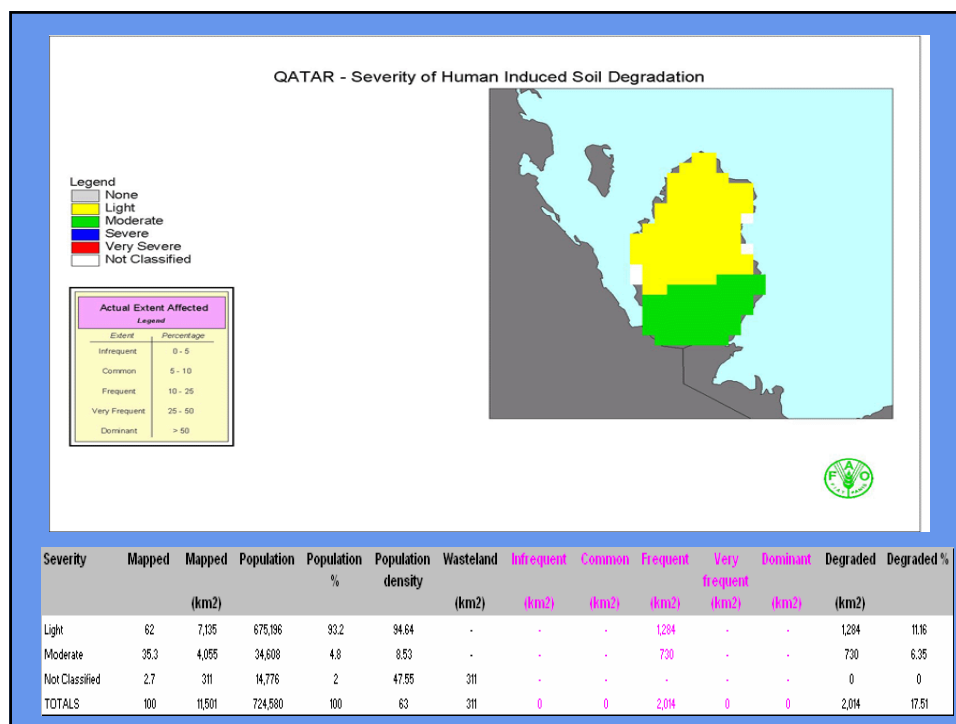 QATAR - Severity of Human Induced Soil Degradation
Legend
None
Light
Moderate
Severe
Very Severe
Not Classified
Actual Extent Affected
Legend
Extent Percentage
Infrequent 0 - 5
Common 5 - 10
Frequent 10 - 25
Very Frequent 25 - 50
Dominant > 50
F A O
FIAT PANIS
Severity Mapped Mapped Population Population Population Wasteland Infrequent Common Frequent Very Dominant Degraded Degraded %
% density frequent
(km2) (km2) (km2) (km2) (km2) (km2) (km2) (km2)
Light 62 7,135 675,196 93.2 94.64 - - - 1,284 - - 1,284 11.16
Moderate 35.3 4,055 34,608 4.8 8.53 - - - 730 - - 730 6.35
Not Classified 2.7 311 14,776 2 47.55 311 - - - - - 0 0
TOTALS 100 11,501 724,580 100 63 311 0 0 2,014 0 0 2,014 17.51